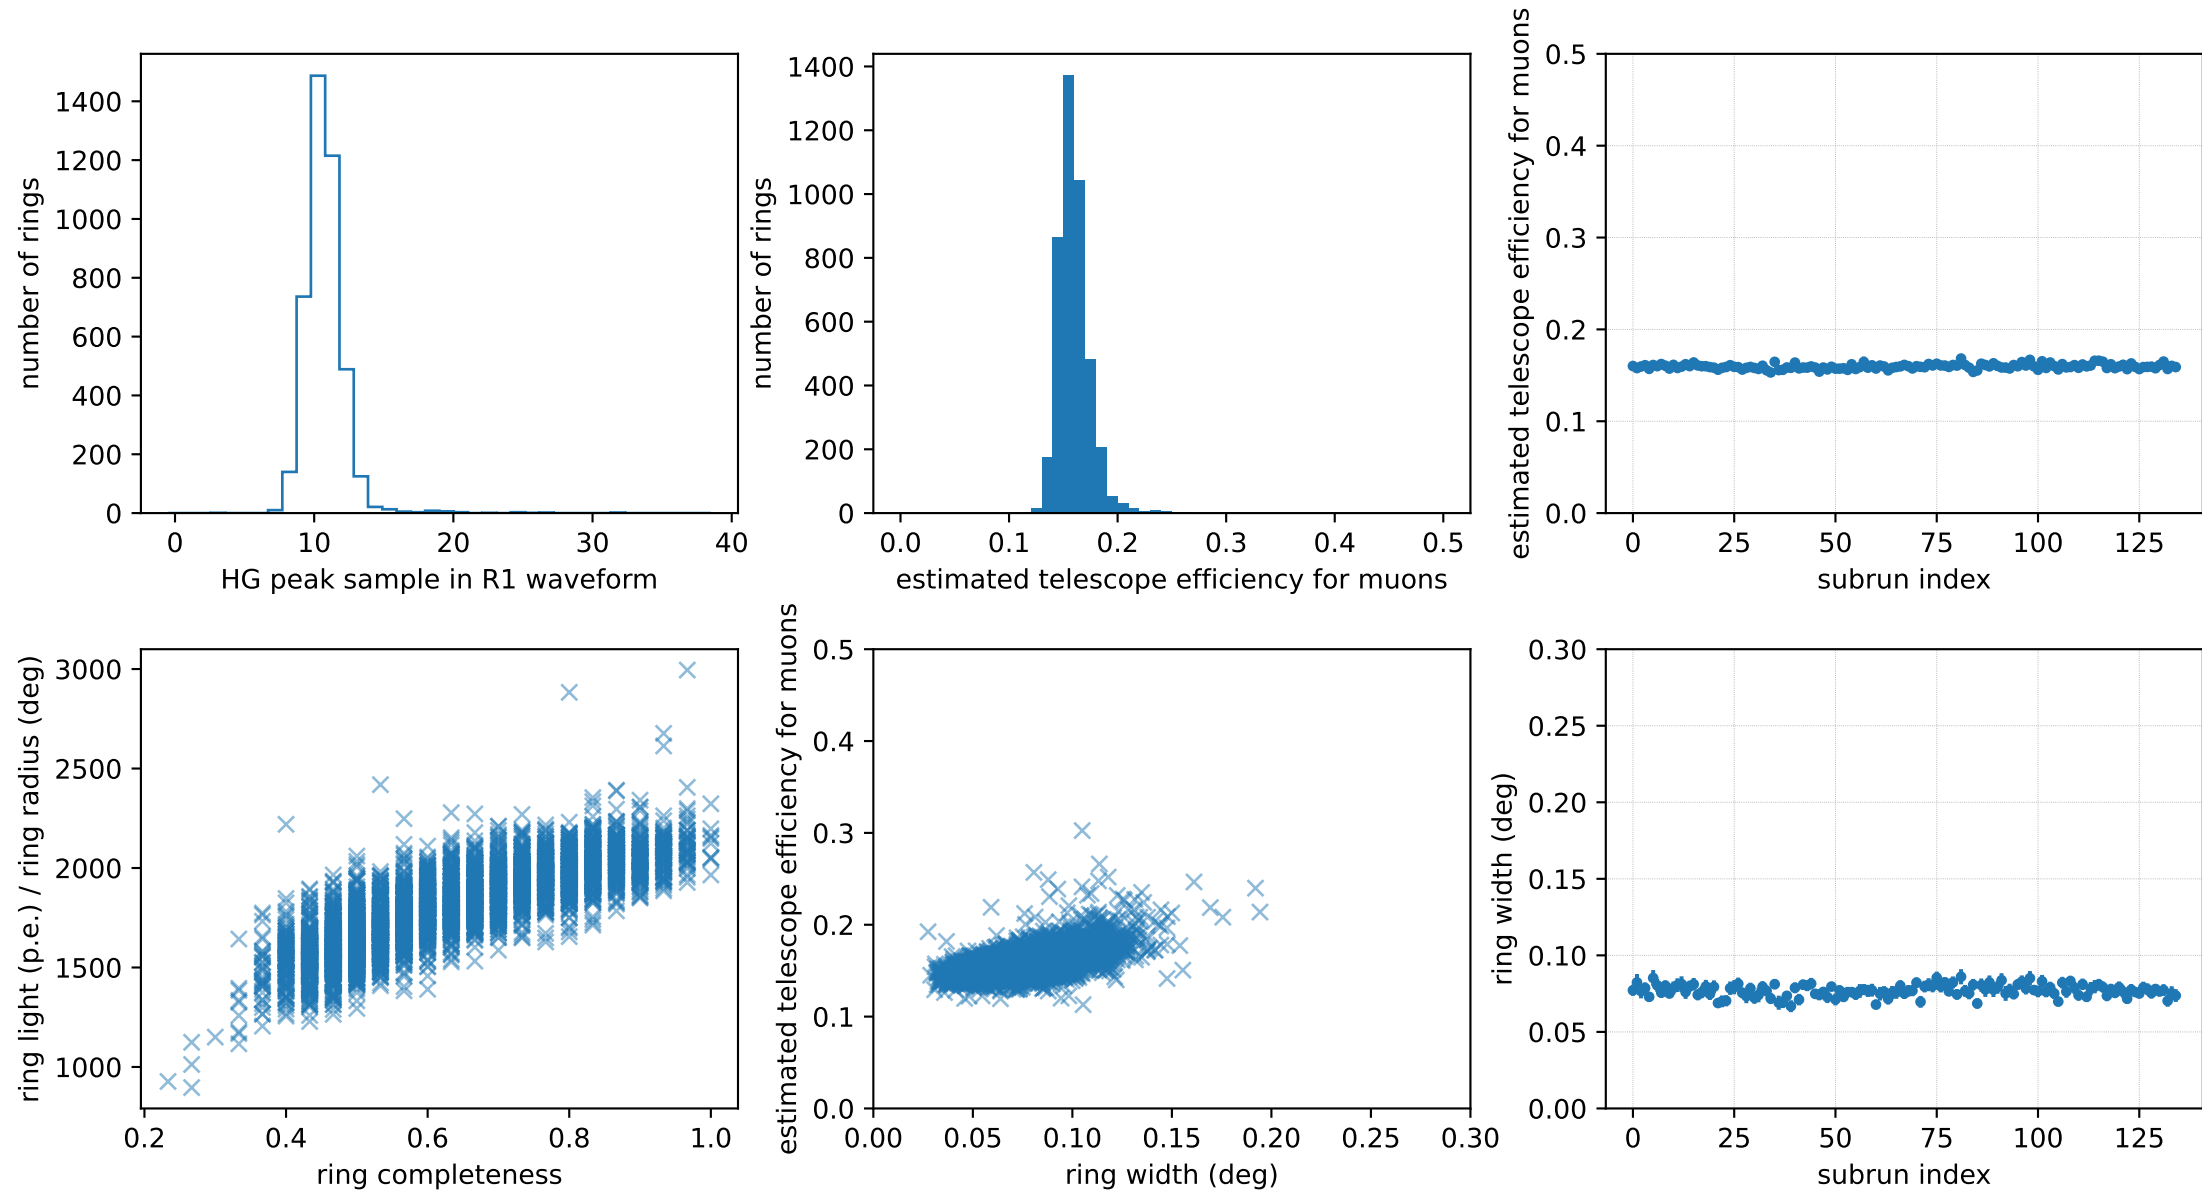 number of rings
1400
1200
1000
800
600
400
200
0
0 10 20 30 40
HG peak sample in R1 waveform
number of rings
1400
1200
1000
800
600
400
200
0
0.0 0.1 0.2 0.3 0.4 0.5
estimated telescope efficiency for muons
estimated telescope efficiency for muons
0.5
0.4
0.3
0.2
0.1
0.0
0 25 50 75 100 125
subrun index
ring light (p.e.) / ring radius (deg)
3000
2500
2000
1500
1000
0.2 0.4 0.6 0.8 1.0
ring completeness
estimated telescope efficiency for muons
0.5
0.4
0.3
0.2
0.1
0.0
0.00 0.05 0.10 0.15 0.20 0.25 0.30
ring width (deg)
ring width (deg)
0.30
0.25
0.20
0.15
0.10
0.05
0.00
0 25 50 75 100 125
subrun index